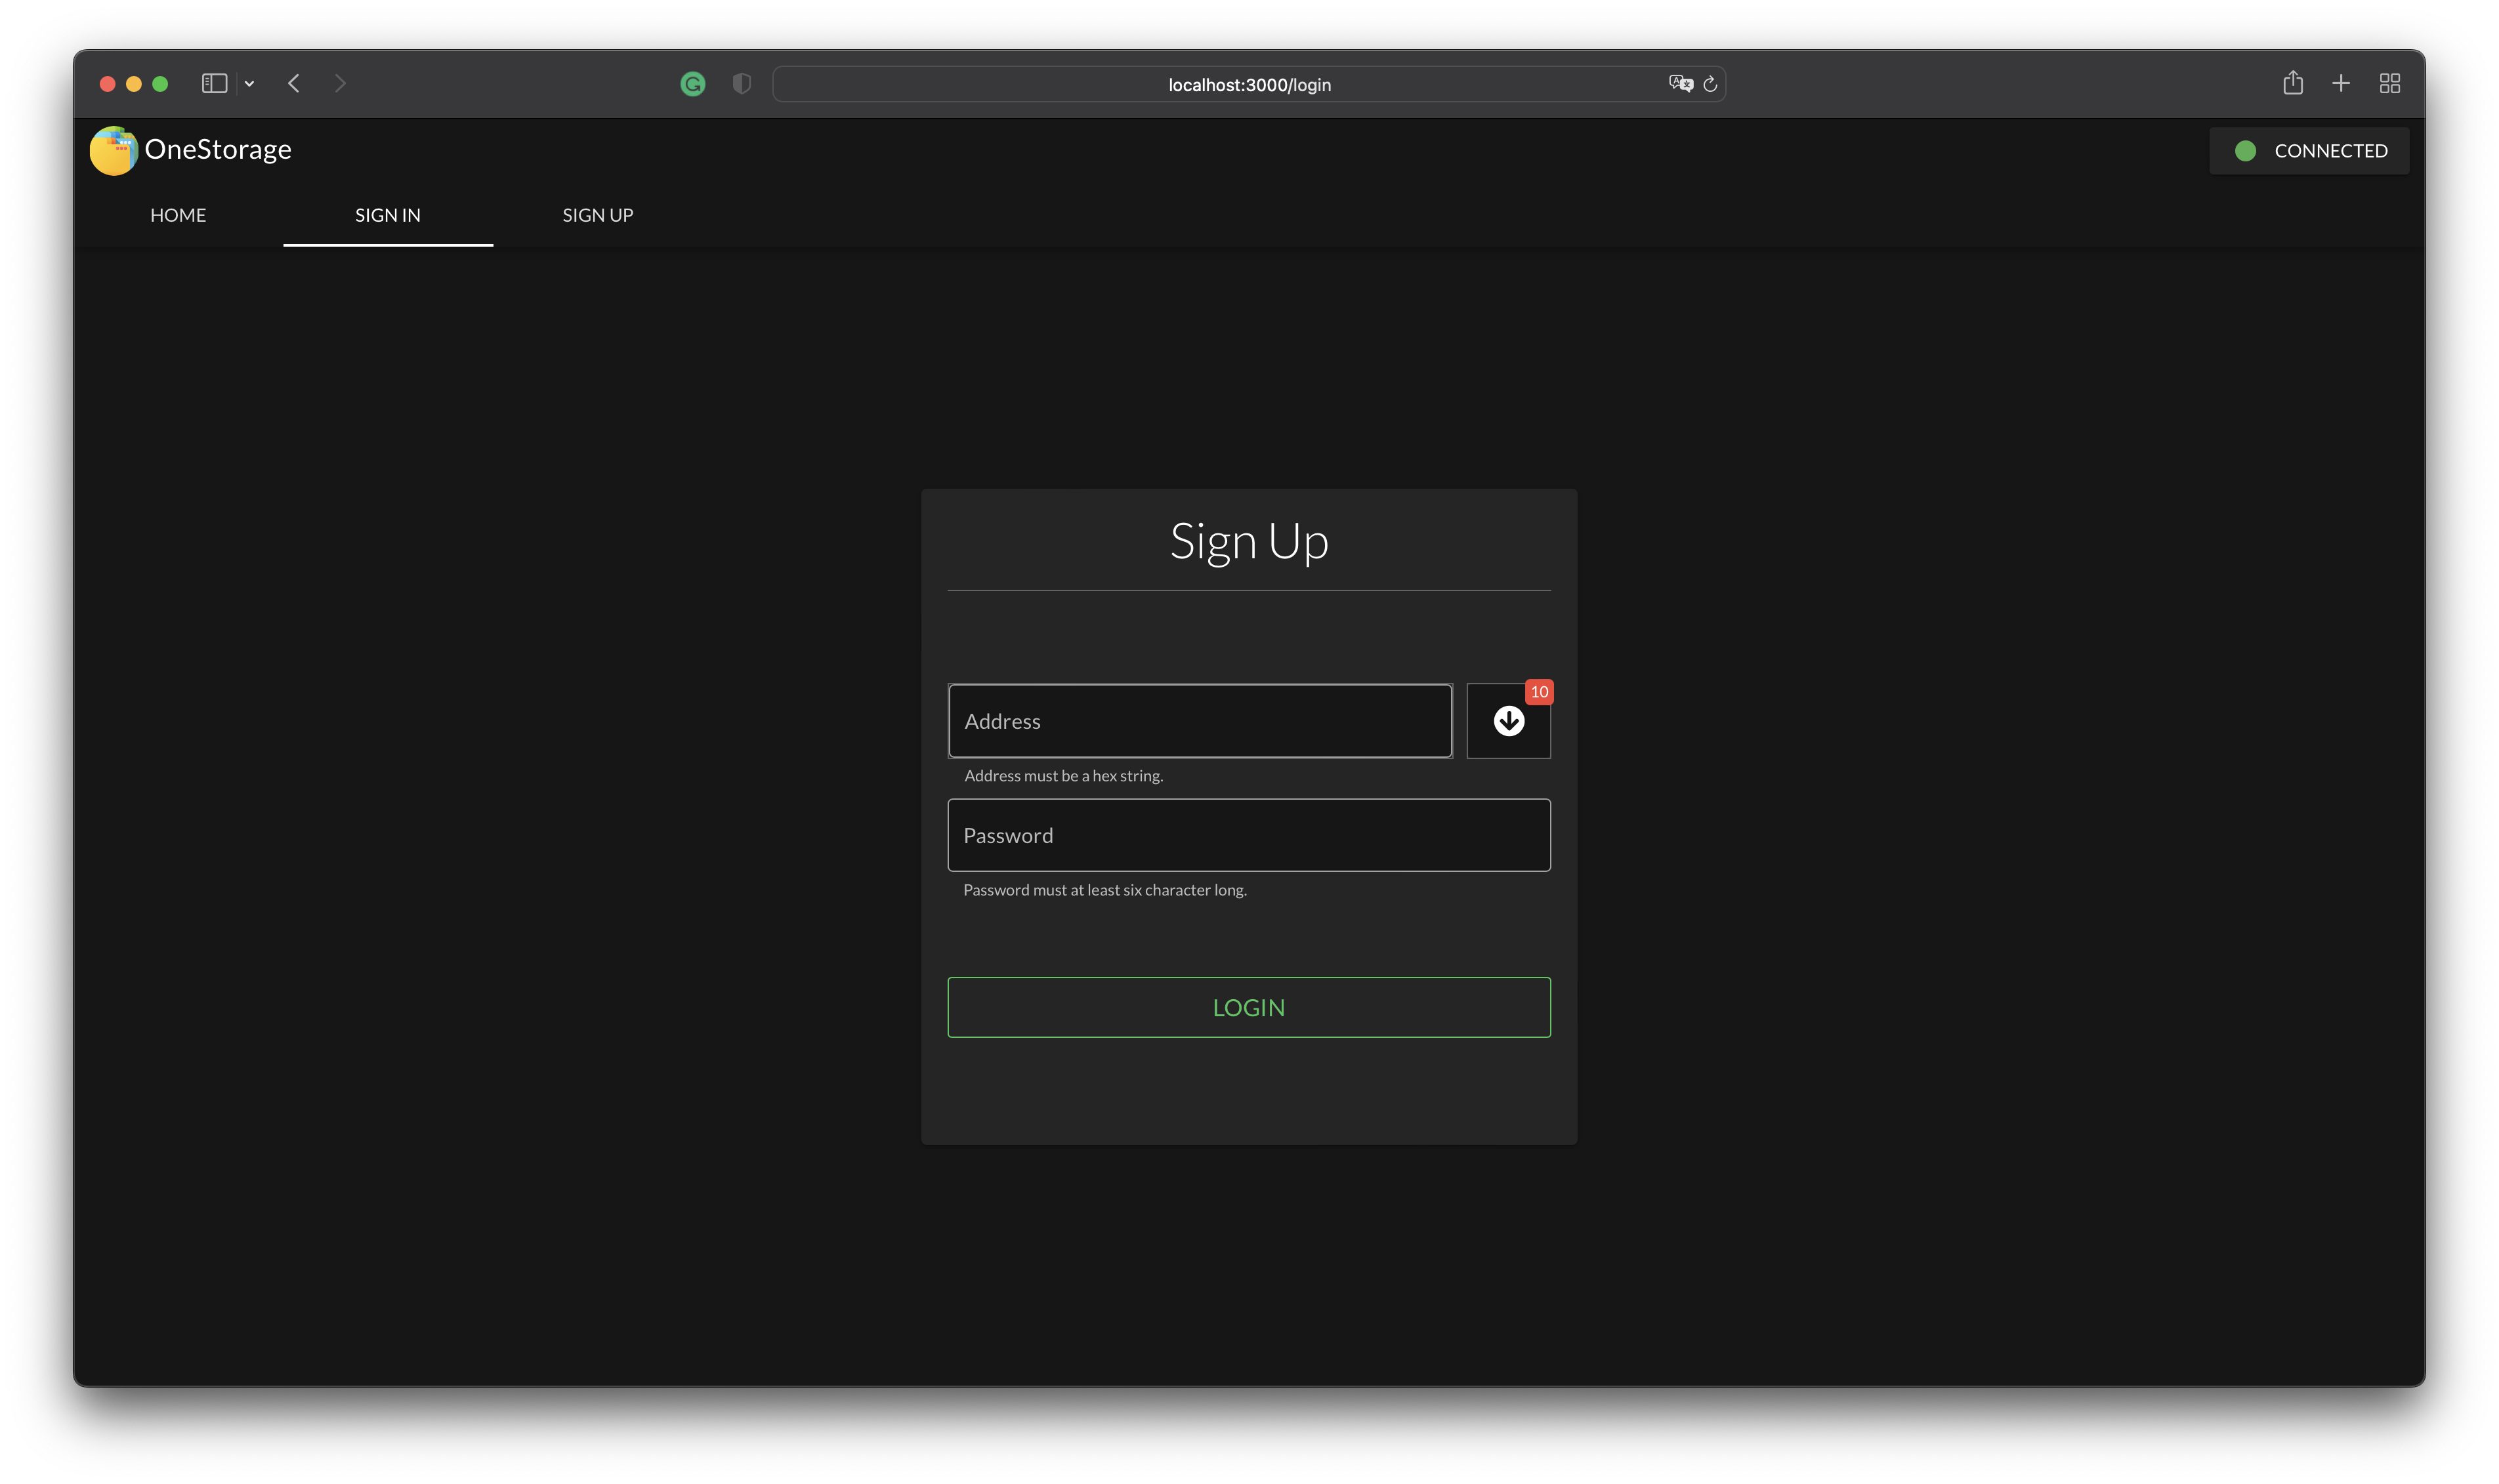 localhost:3000/login
OneStorage
CONNECTED
HOME
SIGN IN
SIGN UP
Sign Up
Address
10
Address must be a hex string.
Password
Password must at least six character long.
LOGIN